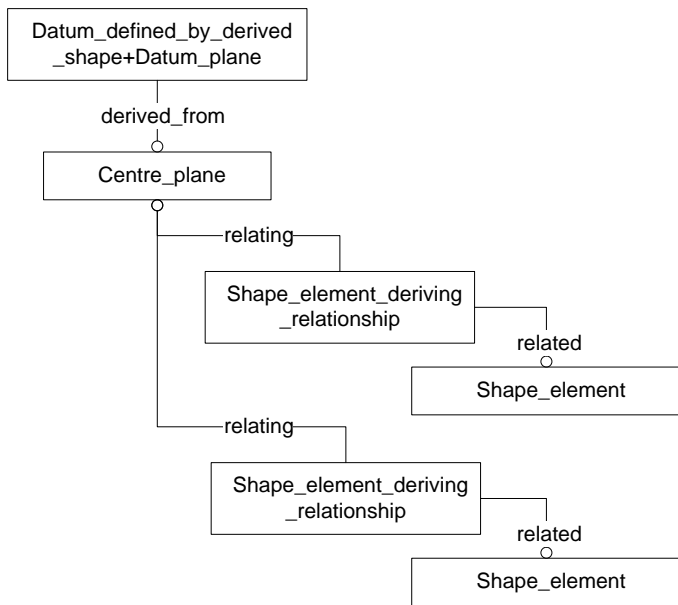 Datum_defined_by_derived
_shape+Datum_plane
derived_from
Centre_plane
relating
Shape_element_deriving
_relationship
related
Shape_element
relating
Shape_element_deriving
_relationship
related
Shape_element